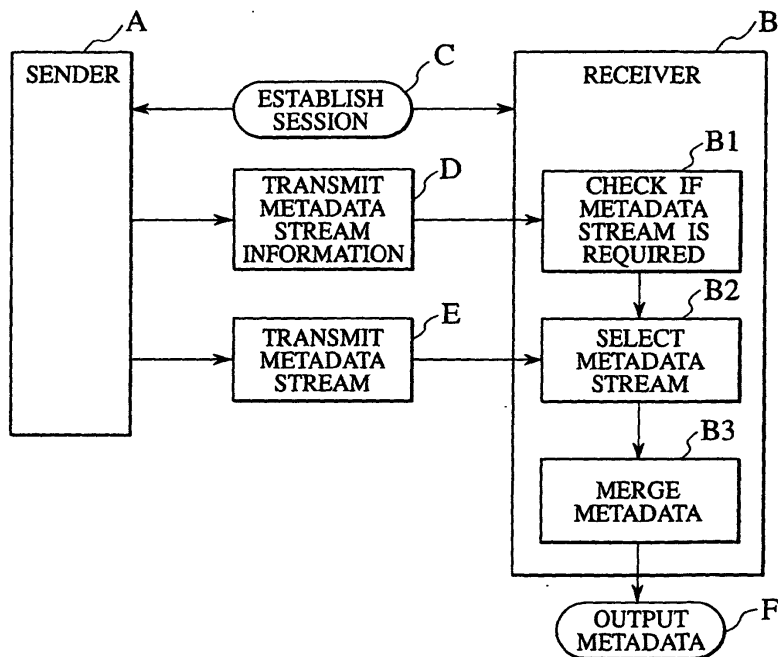 A
B
SENDER
C
RECEIVER
ESTABLISH
SESSION
D
B1
TRANSMIT
METADATA
STREAM
INFORMATION
CHECK IF
METADATA
STREAM IS
REQUIRED
E
B2
TRANSMIT
METADATA
STREAM
SELECT
METADATA
STREAM
B3
MERGE
METADATA
OUTPUT
METADATA
F